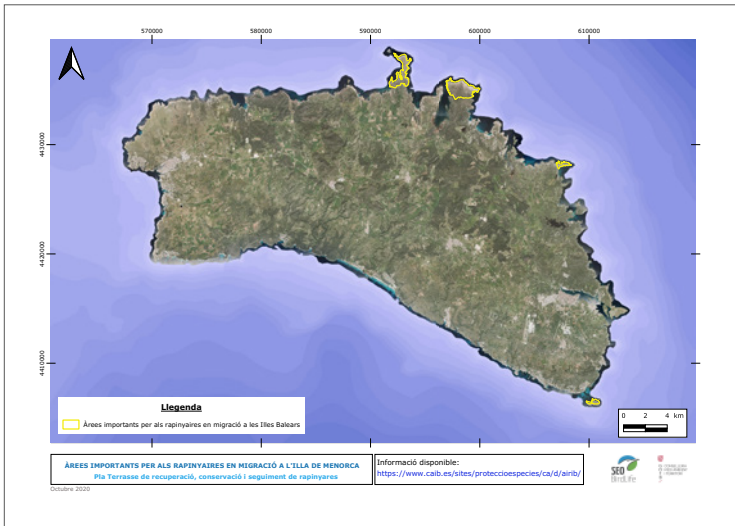 570000
580000
590000
600000
610000
4430000
4420000
4410000
Llegenda
Àrees importants per als rapinyaires en migració a les Illes Balears
0 2 4 km
ÀREES IMPORTANTS PER ALS RAPINYAIRES EN MIGRACIÓ A L'ILLA DE MENORCA
Pla Terrasse de recuperació, conservació i seguiment de rapinyares
Informació disponible:
https://www.caib.es/sites/proteccioespecies/ca/d/airib/
SEO
BirdLife
Octubre 2020